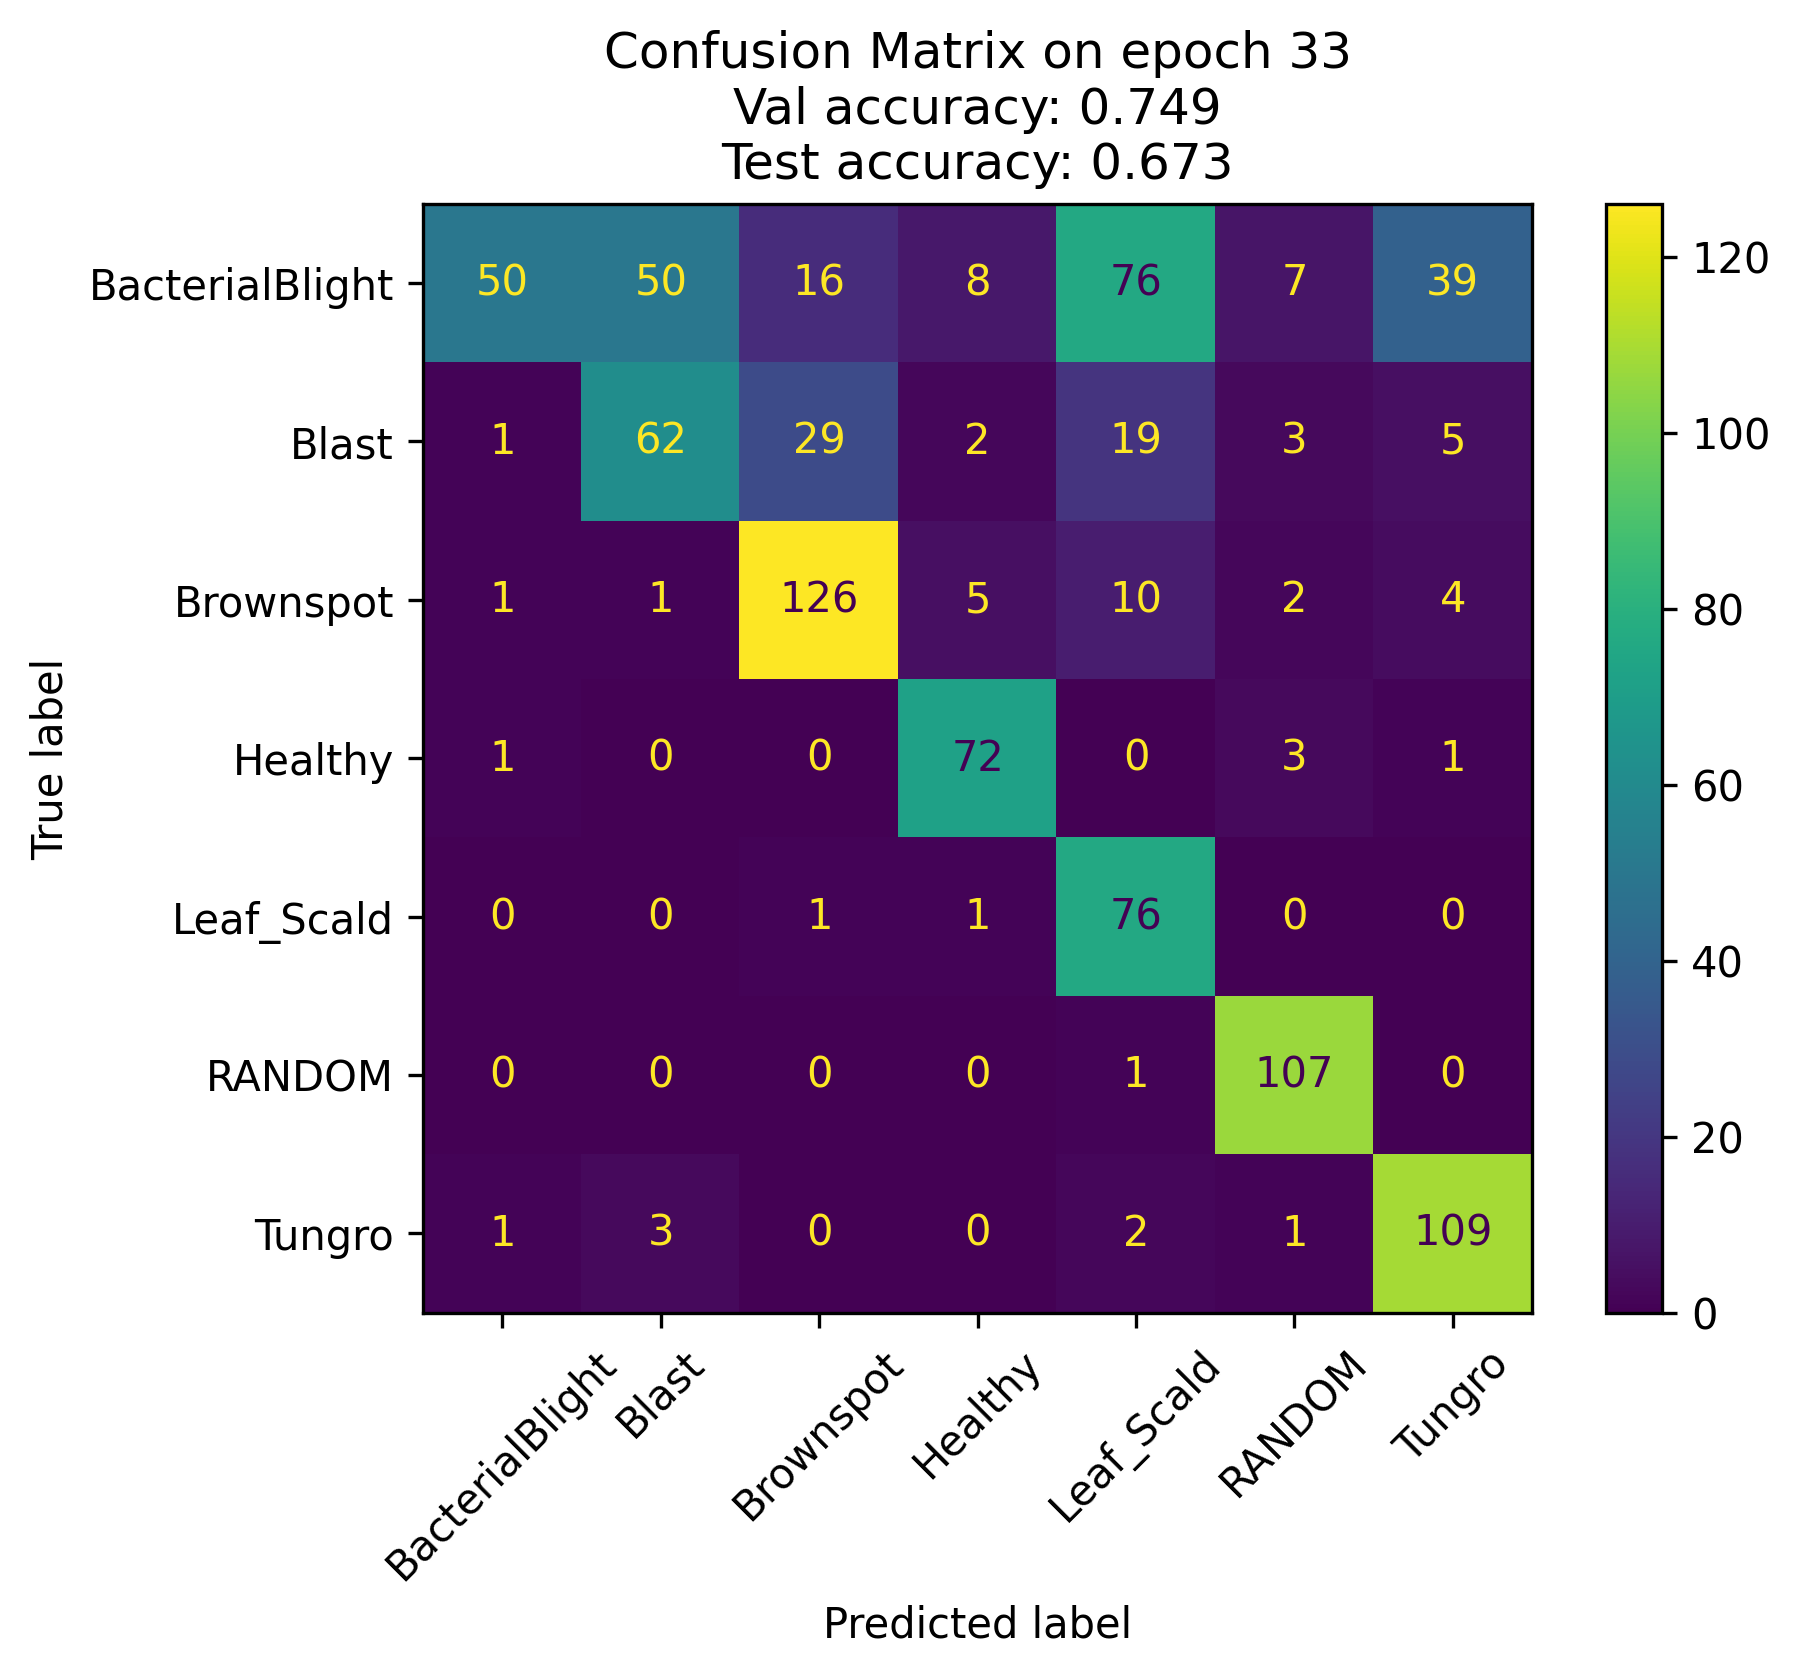 Confusion Matrix on epoch 33
Val accuracy: 0.749
Test accuracy: 0.673
BacterialBlight 50 50 16 8 76 7 39
Blast 1 62 29 2 19 3 5
Brownspot 1 1 126 5 10 2 4
Healthy 1 0 0 72 0 3 1
Leaf_Scald 0 0 1 1 76 0 0
RANDOM 0 0 0 0 1 107 0
Tungro 1 3 0 0 2 1 109
True label
BacterialBlight Blast Brownspot Healthy Leaf_Scald RANDOM Tungro
Predicted label
120
100
80
60
40
20
0